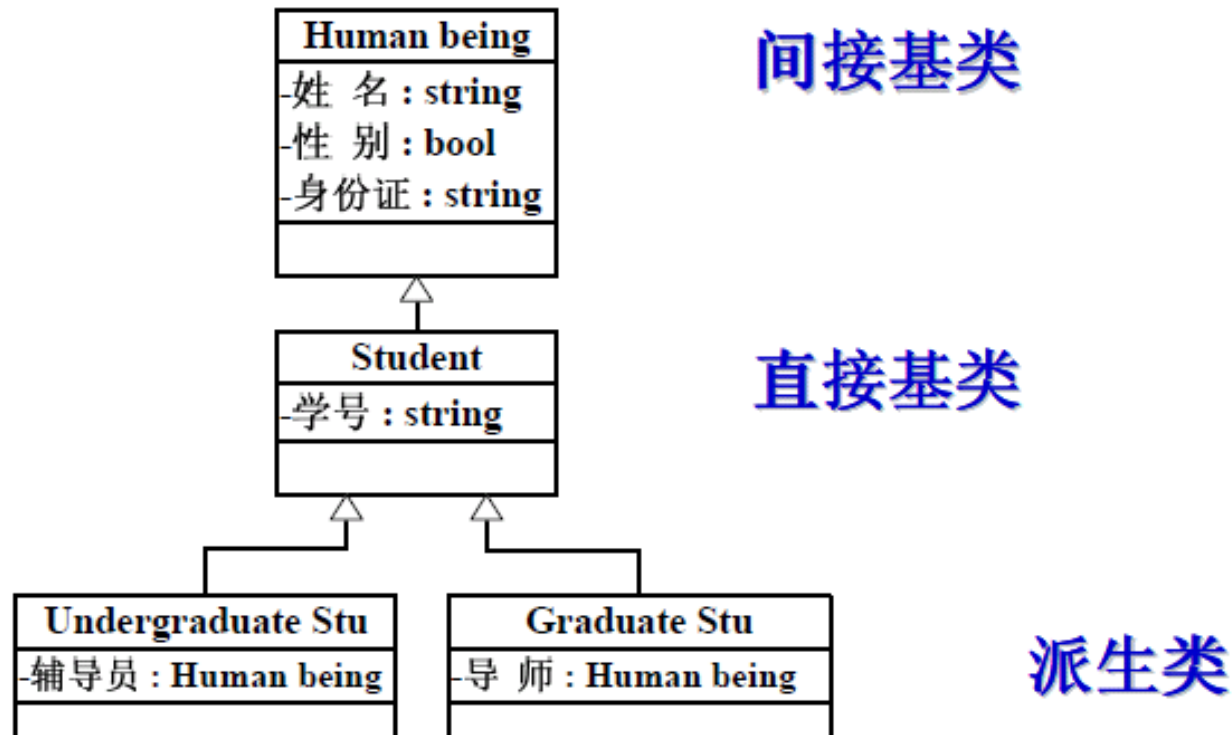 Human being
间接基类
-姓 名 : string
-性 别 : bool
-身份证 : string
Student
直接基类
-学号 : string
Undergraduate Stu
Graduate Stu
-辅导员 : Human being
-导 师 : Human being
派生类